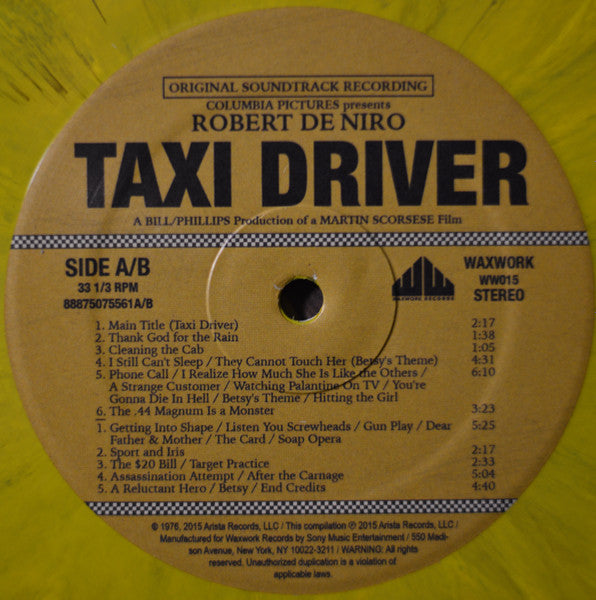 ORIGINAL SOUNDTRACK RECORDING
COLUMBIA PICTURES presents
ROBERT DE NIRO
TAXI DRIVER
A BILL/PHILLIPS Production of a MARTIN SCORSESE Film
SIDE A/B
33 1/3 RPM
88875075561A/B
WAXWORK RECORDS
WAXWORK
WW015
STEREO
1. Main Title (Taxi Driver) 2:17
2. Thank God for the Rain 1:38
3. Cleaning the Cab 1:05
4. I Still Can't Sleep / They Cannot Touch Her (Betsy's Theme) 4:31
5. Phone Call / I Realize How Much She Is Like the Others / 6:10
A Strange Customer / Watching Palantine On TV / You're
Gonna Die In Hell / Betsy's Theme / Hitting the Girl
6. The .44 Magnum Is a Monster 3:23
1. Getting Into Shape / Listen You Screwheads / Gun Play / Dear 5:25
Father & Mother / The Card / Soap Opera
2. Sport and Iris 2:17
3. The $20 Bill / Target Practice 2:33
4. Assassination Attempt / After the Carnage 5:04
5. A Reluctant Hero / Betsy / End Credits 4:40
© 1976, 2015 Arista Records, LLC / This compilation ℗ 2015 Arista Records, LLC /
Manufactured for Waxwork Records by Sony Music Entertainment / 550 Madi-
son Avenue, New York, NY 10022-3211 / WARNING: All rights
reserved. Unauthorized duplication is a violation of
applicable laws.